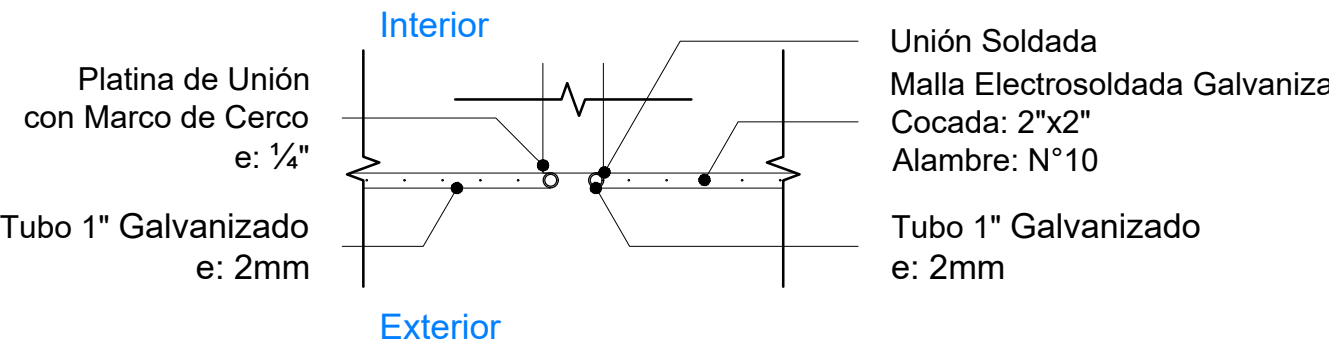 Interior
Platina de Unión
con Marco de Cerco
e: ¼"
Tubo 1" Galvanizado
e: 2mm
Unión Soldada
Malla Electrosoldada Galvaniza
Cocada: 2"x2"
Alambre: N°10
Tubo 1" Galvanizado
e: 2mm
Exterior